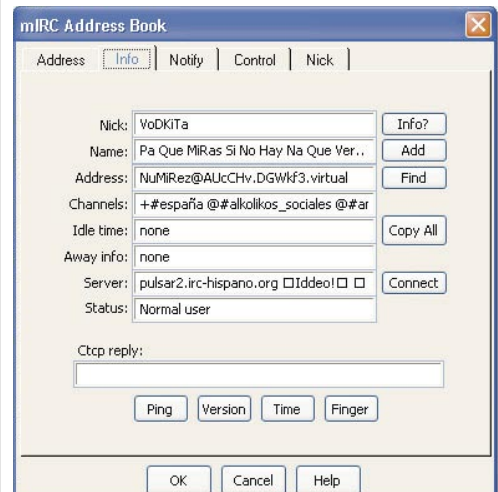 mIRC Address Book
Address Info Notify Control Nick
Nick: VoDKiTa Info?
Name: Pa Que MiRas Si No Hay Na Que Ver.. Add
Address: NuMiRez@AUcCHv.DGWkf3.virtual Find
Channels: +#españa @#alkolikos_sociales @#ar
Idle time: none Copy All
Away info: none
Server: pulsar2.irc-hispano.org □Iddeo!□ □ Connect
Status: Normal user
Ctcp reply:
Ping Version Time Finger
OK Cancel Help